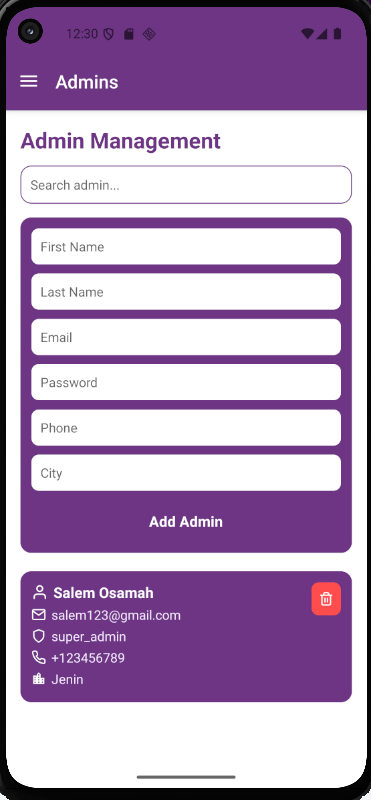 12:30
Admins
Admin Management
Search admin...
First Name
Last Name
Email
Password
Phone
City
Add Admin
Salem Osamah
salem123@gmail.com
super_admin
+123456789
Jenin